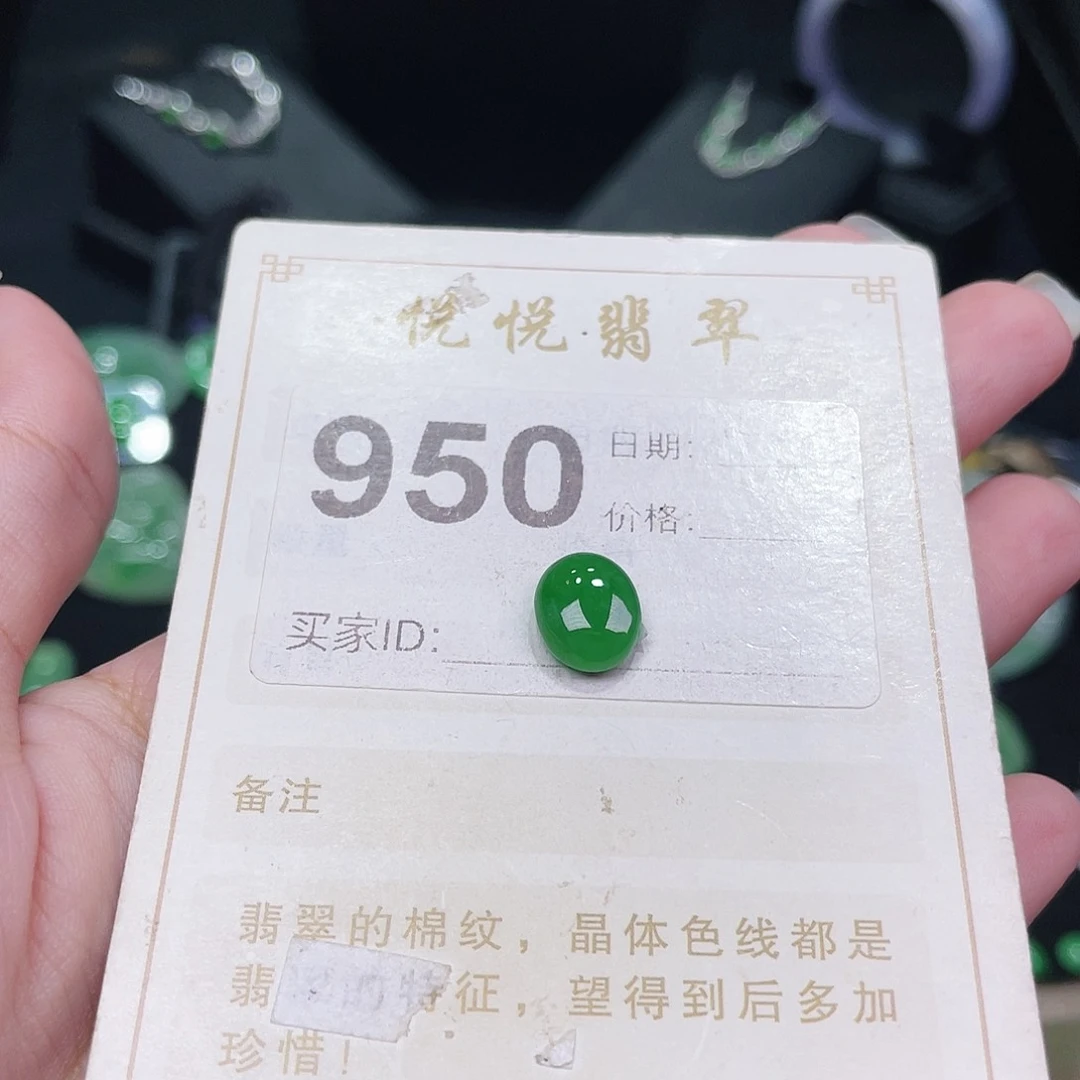 悦悦翡翠
950
日期:
价格:
买家ID:
备注
翡翠的棉纹，晶体色线都是
翡 的特征，望得到后多加
珍惜！